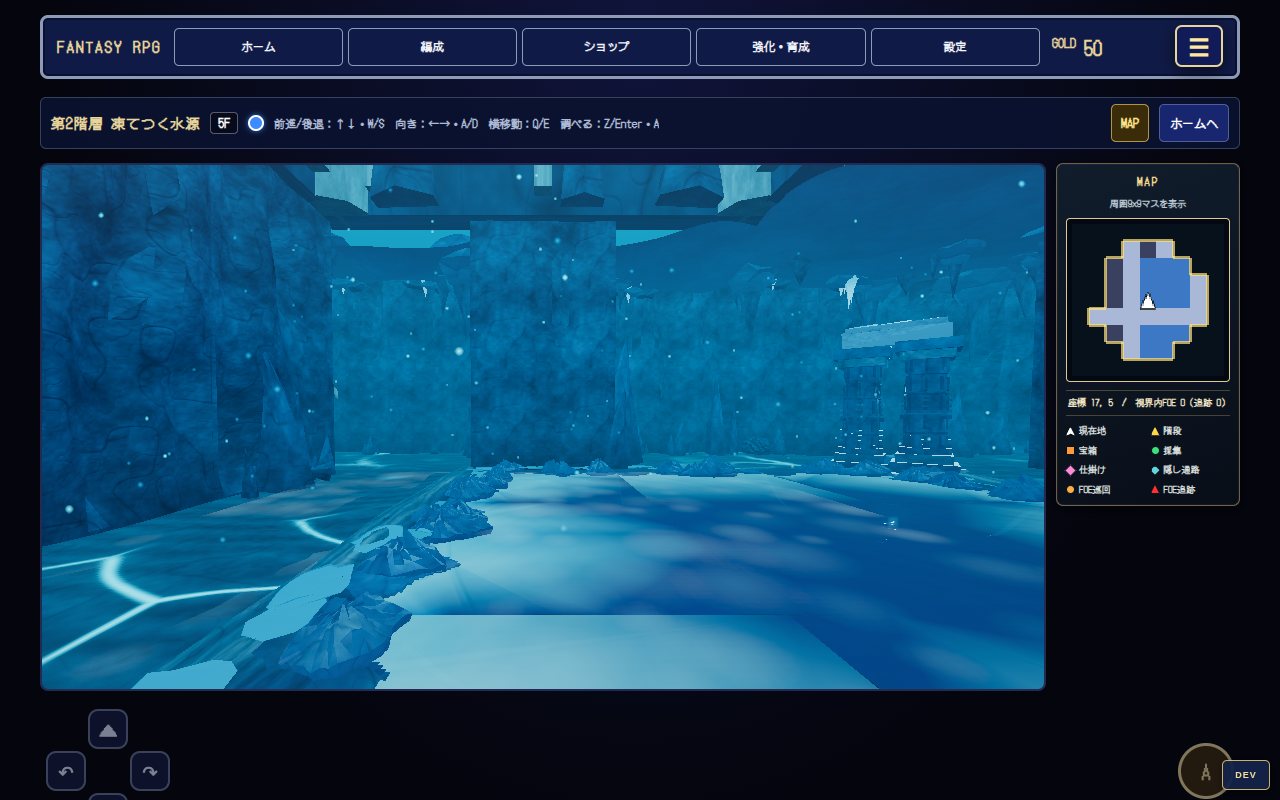 FANTASY RPG
ホーム
編成
ショップ
強化・育成
設定
GOLD 50
第2階層 凍てつく水源
5F
前進/後退：↑↓・W/S 向き：←→・A/D 横移動：Q/E 調べる：Z/Enter・A
MAP
ホームへ
MAP
周囲9x9マスを表示
座標 17, 5 / 視界内FOE 0 (追跡 0)
現在地
階段
宝箱
採集
仕掛け
隠し通路
FOE巡回
FOE追跡
A
DEV